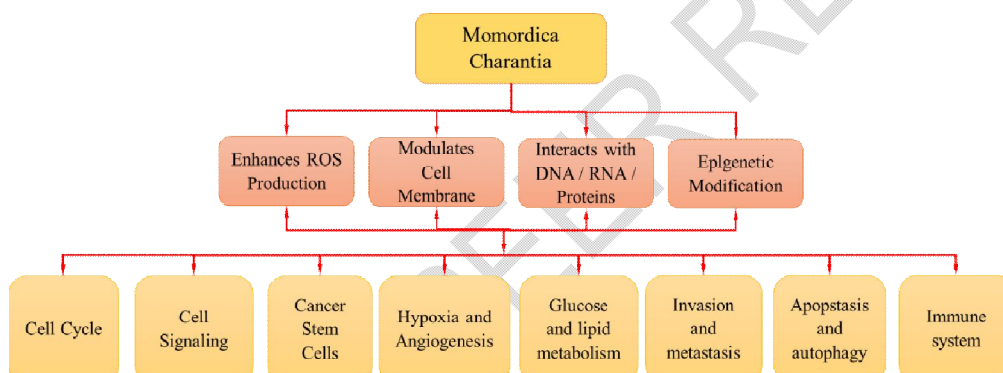 Momordica
Charantia
Enhances ROS
Production
Modulates
Cell
Membrane
Interacts with
DNA / RNA /
Proteins
Eplgenetic
Modification
Cell Cycle
Cell
Signaling
Cancer
Stem
Cells
Hypoxia and
Angiogenesis
Glucose
and lipid
metabolism
Invasion
and
metastasis
Apopstasis
and
autophagy
Immune
system